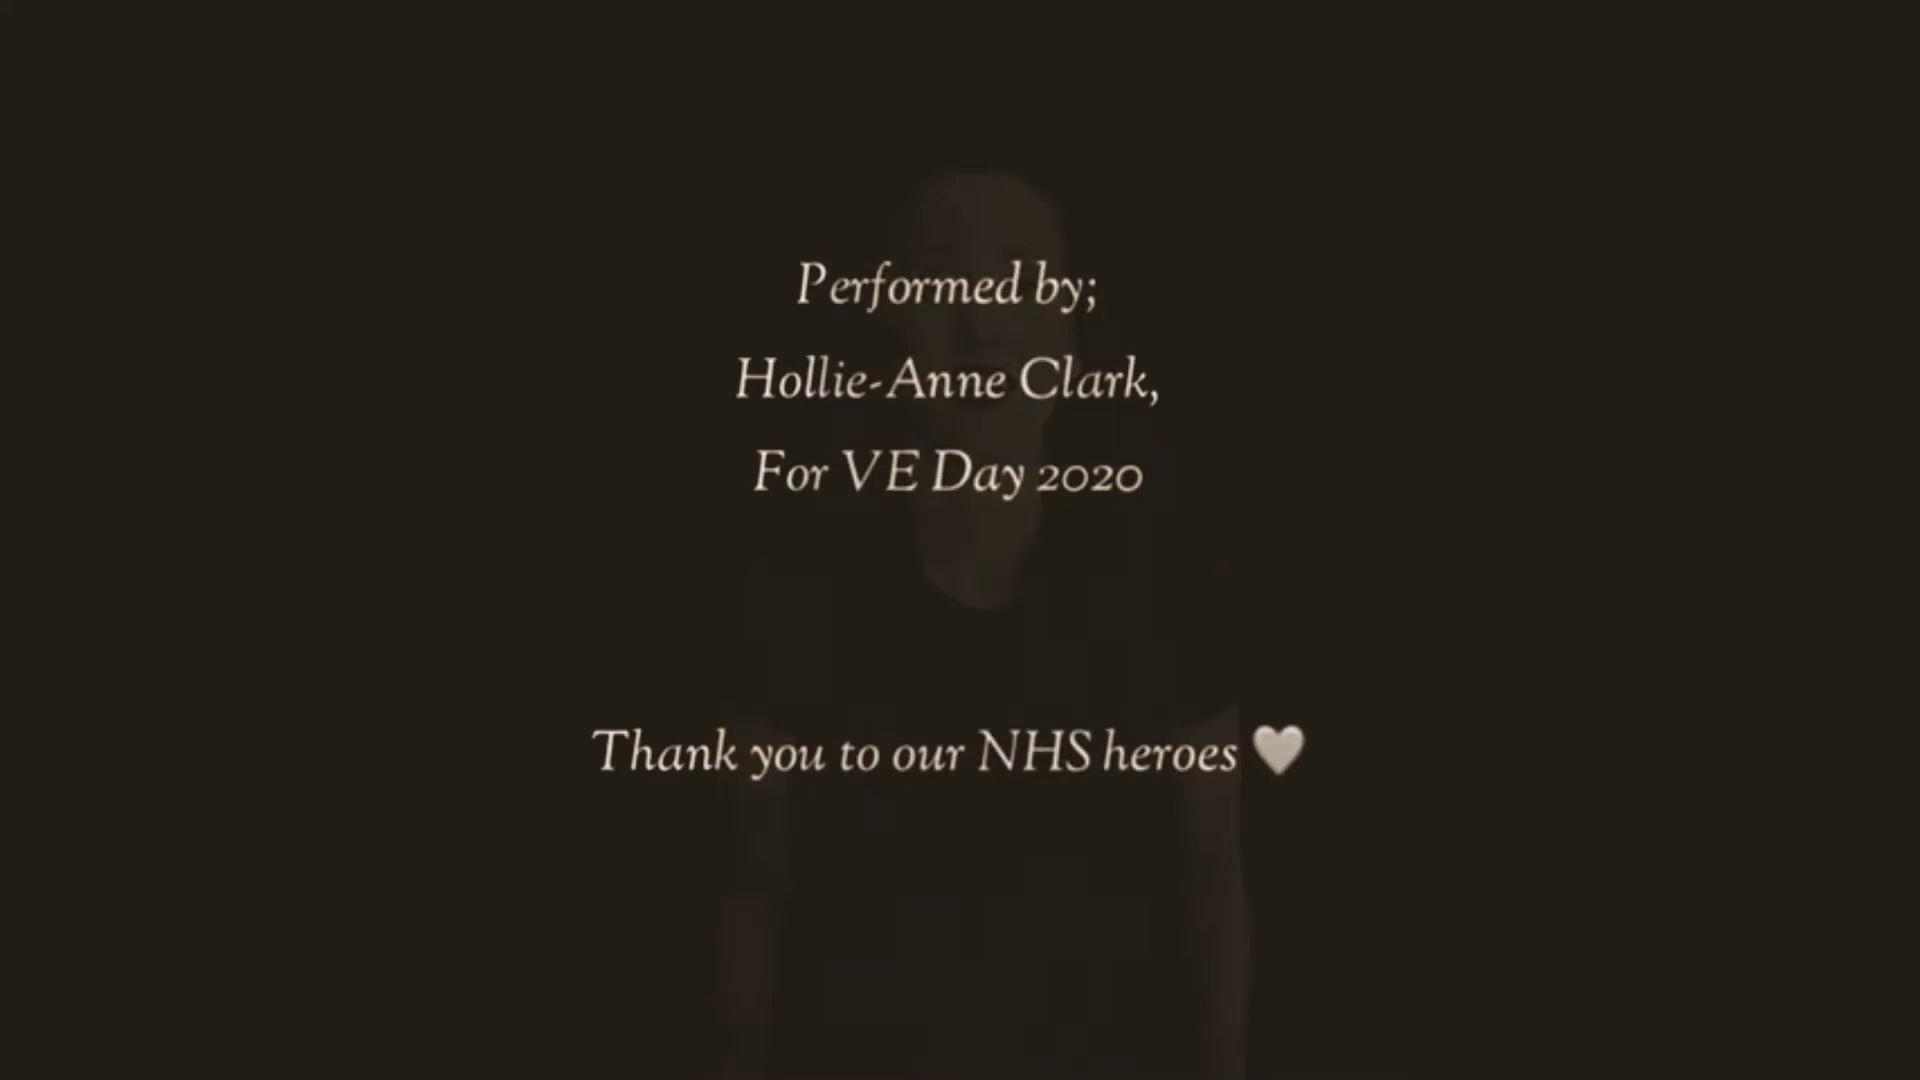 Performed by;
Hollie-Anne Clark,
For VE Day 2020
Thank you to our NHS heroes 🤍